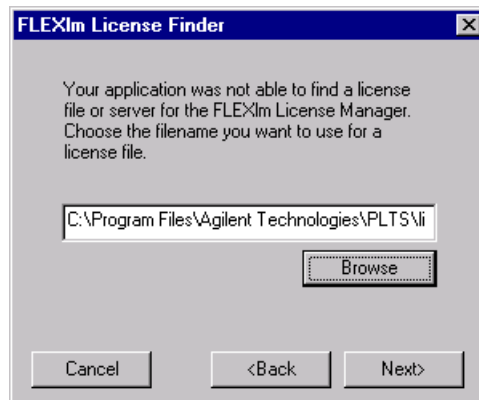 FLEXlm License Finder
Your application was not able to find a license
file or server for the FLEXlm License Manager.
Choose the filename you want to use for a
license file.
C:\Program Files\Agilent Technologies\PLTS\li
Browse
Cancel
<Back
Next>